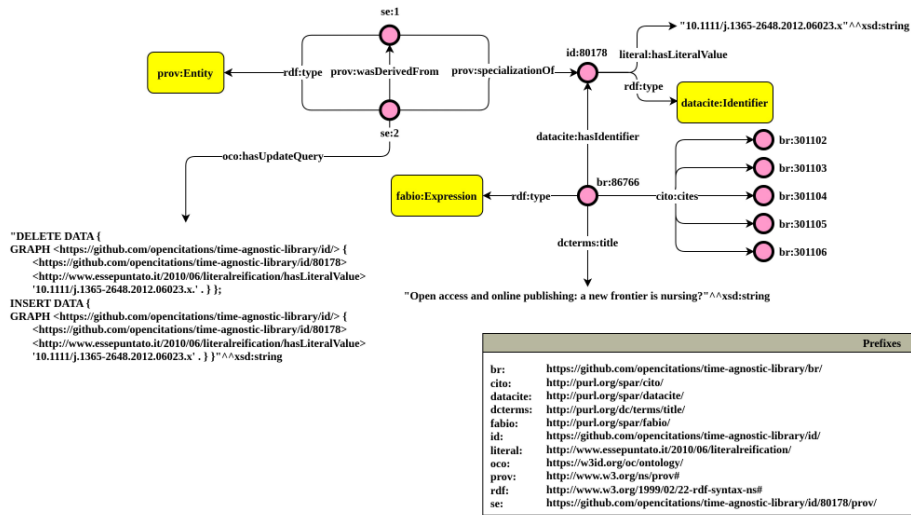 se:1
"10.1111/j.1365-2648.2012.06023.x"^^xsd:string
id:80178
literal:hasLiteralValue
prov:Entity
rdf:type
prov:wasDerivedFrom
prov:specializationOf
rdf:type
datacite:Identifier
se:2
datacite:hasIdentifier
br:301102
oco:hasUpdateQuery
br:301103
br:86766
fabio:Expression
rdf:type
cito:cites
br:301104
br:301105
dcterms:title
br:301106
"DELETE DATA {
GRAPH <https://github.com/opencitations/time-agnostic-library/id/> {
<https://github.com/opencitations/time-agnostic-library/id/80178>
<http://www.essepuntato.it/2010/06/literalreification/hasLiteralValue>
'10.1111/j.1365-2648.2012.06023.x.' . } };
INSERT DATA {
GRAPH <https://github.com/opencitations/time-agnostic-library/id/> {
<https://github.com/opencitations/time-agnostic-library/id/80178>
<http://www.essepuntato.it/2010/06/literalreification/hasLiteralValue>
'10.1111/j.1365-2648.2012.06023.x' . } }"^^xsd:string
"Open access and online publishing: a new frontier is nursing?"^^xsd:string
Prefixes
br: https://github.com/opencitations/time-agnostic-library/br/
cito: http://purl.org/spar/cito/
datacite: http://purl.org/spar/datacite/
dcterms: http://purl.org/dc/terms/title/
fabio: http://purl.org/spar/fabio/
id: https://github.com/opencitations/time-agnostic-library/id/
literal: http://www.essepuntato.it/2010/06/literalreification/
oco: https://w3id.org/oc/ontology/
prov: http://www.w3.org/ns/prov#
rdf: http://www.w3.org/1999/02/22-rdf-syntax-ns#
se: https://github.com/opencitations/time-agnostic-library/id/80178/prov/